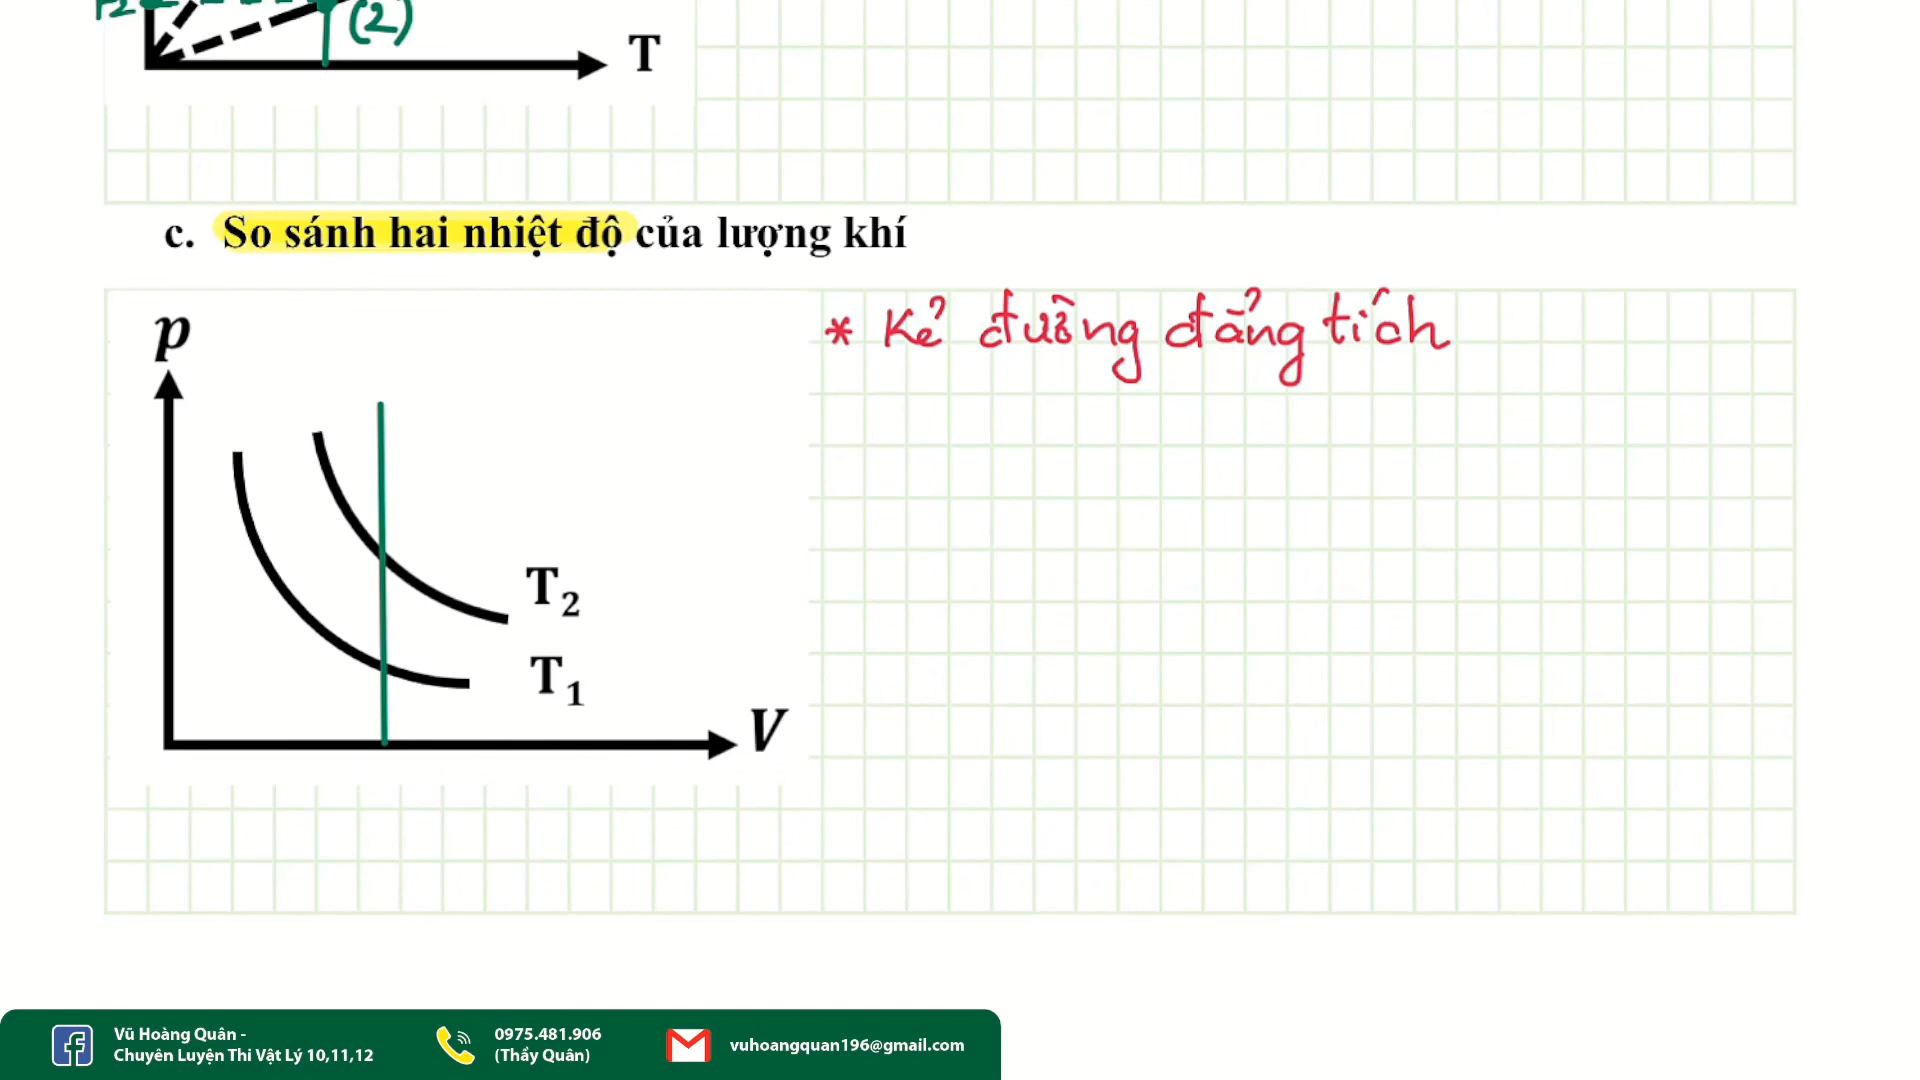 (2)
T
c. So sánh hai nhiệt độ của lượng khí
* Kẻ đường đẳng tích
p
T₂
T₁
V
Vũ Hoàng Quân -
Chuyên Luyện Thi Vật Lý 10,11,12
0975.481.906
(Thầy Quân)
vuhoangquan196@gmail.com